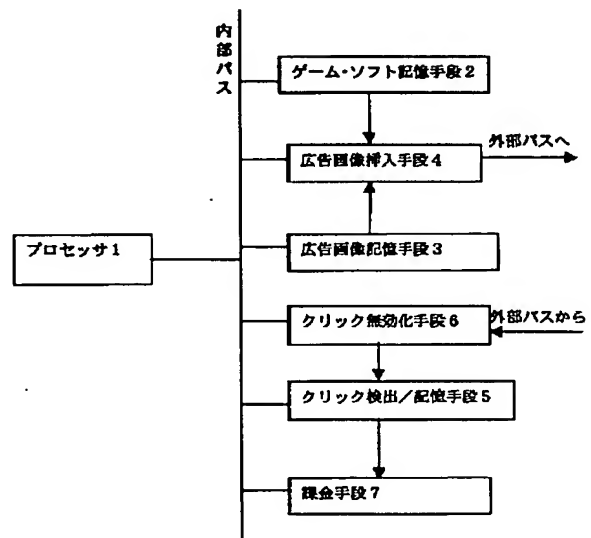 内部バス
ゲーム・ソフト記憶手段2
広告画像挿入手段4
外部バスへ
プロセッサ1
広告画像記憶手段3
クリック無効化手段6
外部バスから
クリック検出/記憶手段5
課金手段7